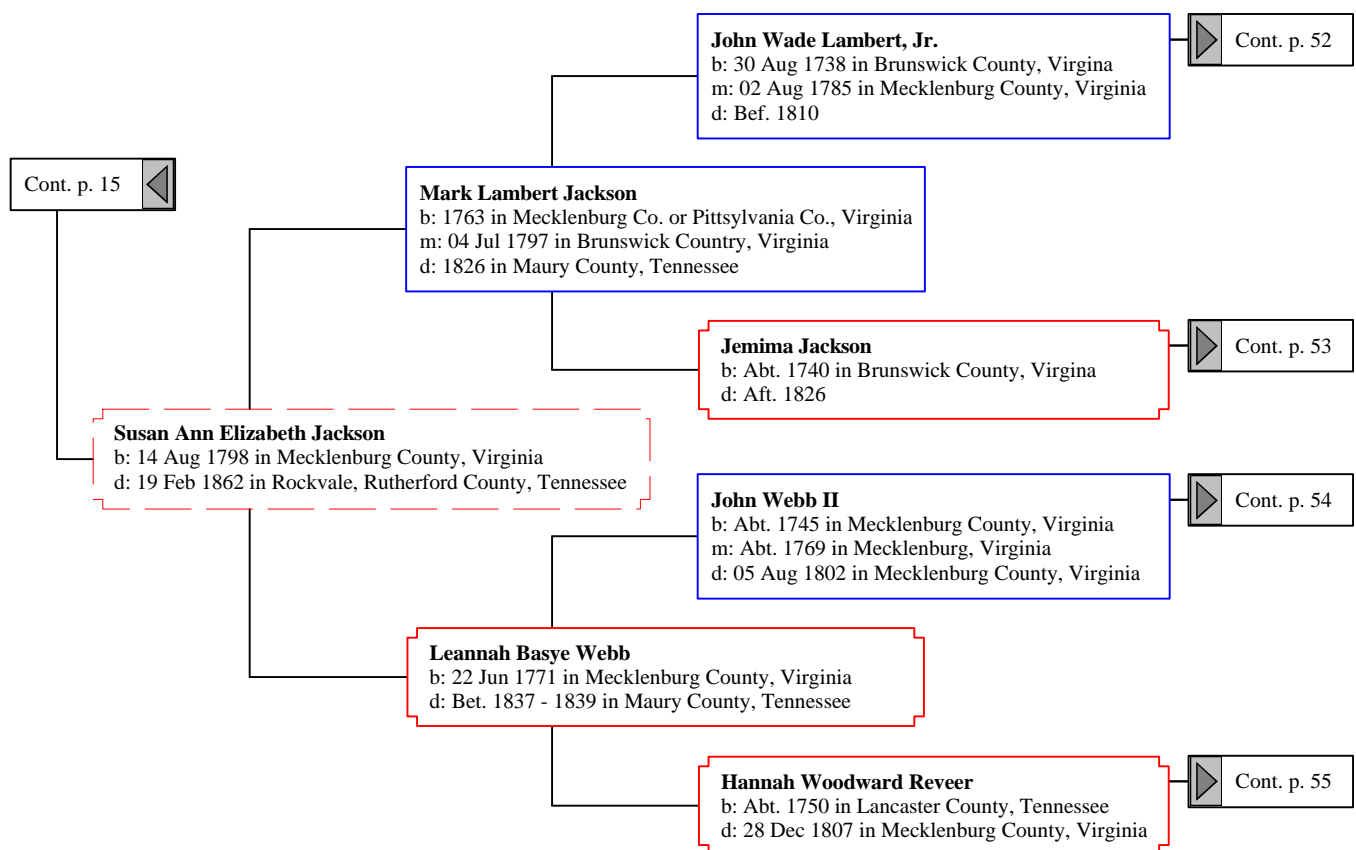 John Wade Lambert, Jr.
b: 30 Aug 1738 in Brunswick County, Virgina
m: 02 Aug 1785 in Mecklenburg County, Virginia
d: Bef. 1810
Cont. p. 52
Cont. p. 15
Mark Lambert Jackson
b: 1763 in Mecklenburg Co. or Pittsylvania Co., Virginia
m: 04 Jul 1797 in Brunswick Country, Virginia
d: 1826 in Maury County, Tennessee
Jemima Jackson
b: Abt. 1740 in Brunswick County, Virgina
d: Aft. 1826
Cont. p. 53
Susan Ann Elizabeth Jackson
b: 14 Aug 1798 in Mecklenburg County, Virginia
d: 19 Feb 1862 in Rockvale, Rutherford County, Tennessee
John Webb II
b: Abt. 1745 in Mecklenburg County, Virginia
m: Abt. 1769 in Mecklenburg, Virginia
d: 05 Aug 1802 in Mecklenburg County, Virginia
Cont. p. 54
Leannah Basye Webb
b: 22 Jun 1771 in Mecklenburg County, Virginia
d: Bet. 1837 - 1839 in Maury County, Tennessee
Hannah Woodward Reveer
b: Abt. 1750 in Lancaster County, Tennessee
d: 28 Dec 1807 in Mecklenburg County, Virginia
Cont. p. 55